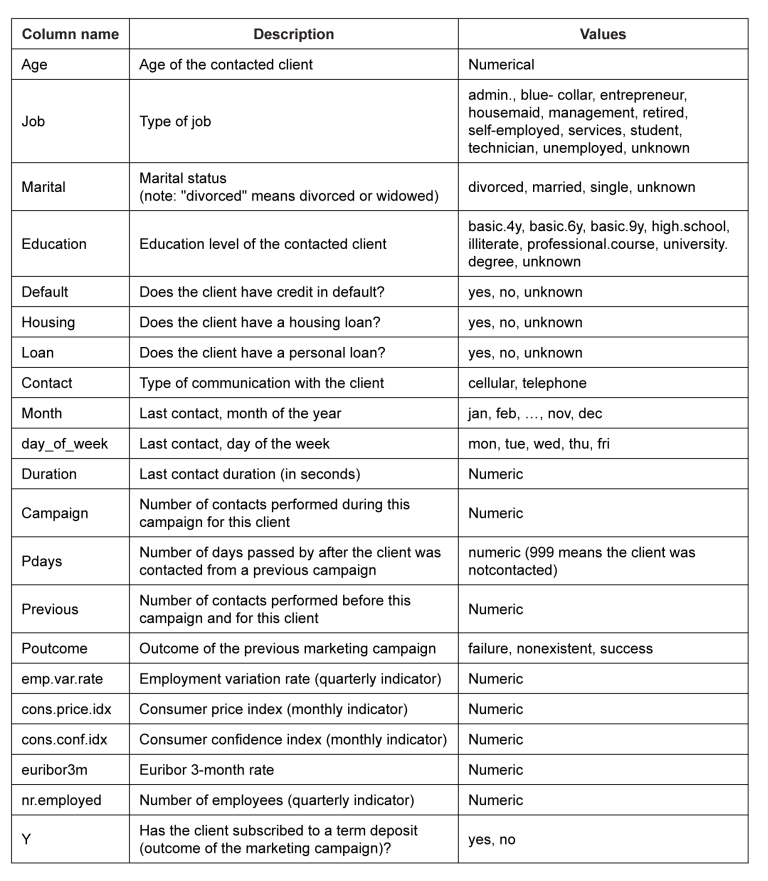 Column name Description Values
Age Age of the contacted client Numerical
Job Type of job admin., blue- collar, entrepreneur,
housemaid, management, retired,
self-employed, services, student,
technician, unemployed, unknown
Marital Marital status
(note: "divorced" means divorced or widowed) divorced, married, single, unknown
Education Education level of the contacted client basic.4y, basic.6y, basic.9y, high.school,
illiterate, professional.course, university.
degree, unknown
Default Does the client have credit in default? yes, no, unknown
Housing Does the client have a housing loan? yes, no, unknown
Loan Does the client have a personal loan? yes, no, unknown
Contact Type of communication with the client cellular, telephone
Month Last contact, month of the year jan, feb, …, nov, dec
day_of_week Last contact, day of the week mon, tue, wed, thu, fri
Duration Last contact duration (in seconds) Numeric
Campaign Number of contacts performed during this
campaign for this client Numeric
Pdays Number of days passed by after the client was
contacted from a previous campaign numeric (999 means the client was
notcontacted)
Previous Number of contacts performed before this
campaign and for this client Numeric
Poutcome Outcome of the previous marketing campaign failure, nonexistent, success
emp.var.rate Employment variation rate (quarterly indicator) Numeric
cons.price.idx Consumer price index (monthly indicator) Numeric
cons.conf.idx Consumer confidence index (monthly indicator) Numeric
euribor3m Euribor 3-month rate Numeric
nr.employed Number of employees (quarterly indicator) Numeric
Y Has the client subscribed to a term deposit
(outcome of the marketing campaign)? yes, no